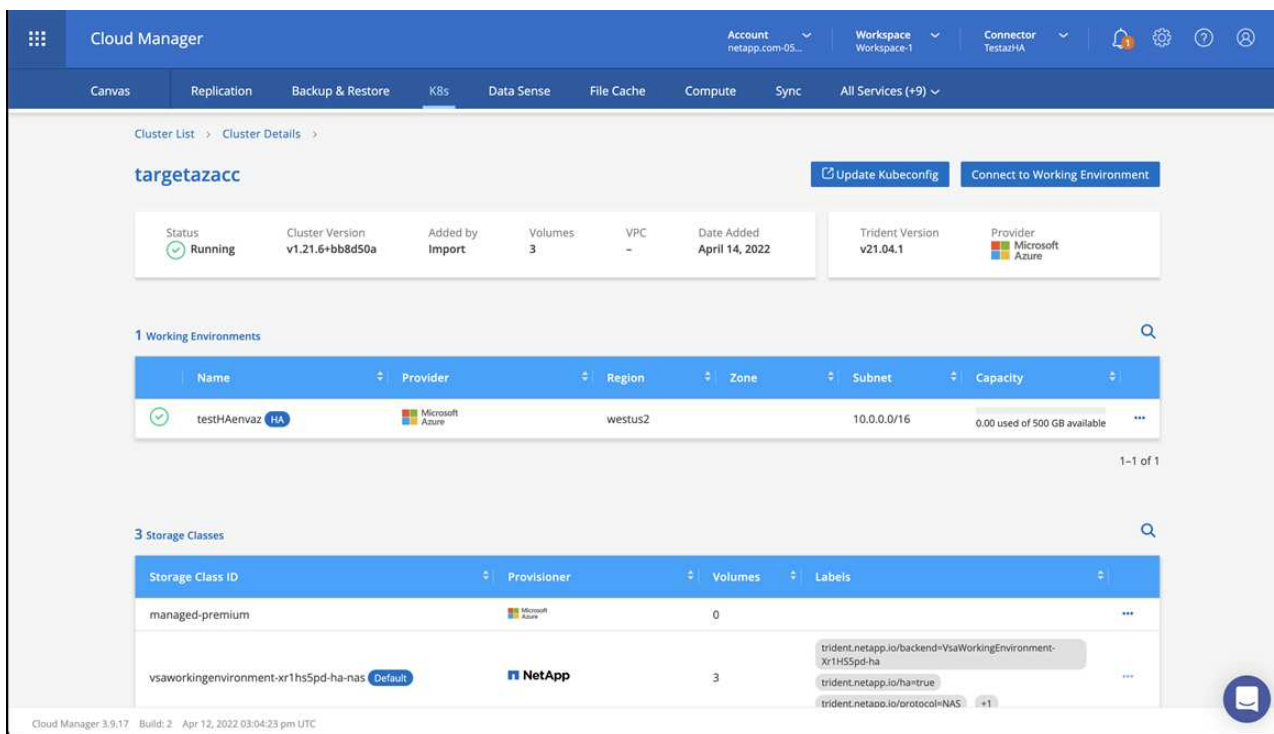 Cloud Manager
Account
netapp.com-05...
Workspace
Workspace-1
Connector
TestazHA
1
Canvas Replication Backup & Restore K8s Data Sense File Cache Compute Sync All Services (+9)
Cluster List > Cluster Details >
targetazacc
Update Kubeconfig
Connect to Working Environment
Status Cluster Version Added by Volumes VPC Date Added Trident Version Provider
Running v1.21.6+bb8d50a Import 3 – April 14, 2022 v21.04.1 Microsoft Azure
1 Working Environments
Name Provider Region Zone Subnet Capacity
testHAenvaz HA Microsoft Azure westus2 10.0.0.0/16 0.00 used of 500 GB available
1–1 of 1
3 Storage Classes
Storage Class ID Provisioner Volumes Labels
managed-premium Microsoft Azure 0
trident.netapp.io/backend=VsaWorkingEnvironment-
Xr1HS5pd-ha
vsaworkingenvironment-xr1hs5pd-ha-nas Default NetApp 3
trident.netapp.io/ha=true
trident.netapp.io/protocol=NAS +1
Cloud Manager 3.9.17 Build: 2 Apr 12, 2022 03:04:23 pm UTC